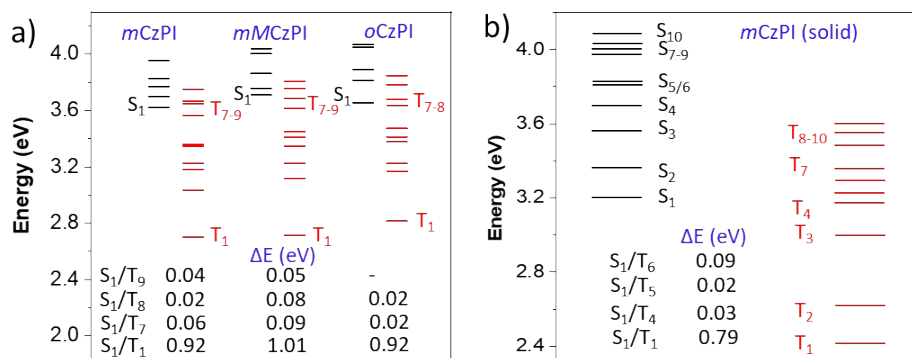 a)
mCzPI mMCzPI oCzPI
4.0
3.6
3.2
2.8
2.4
2.0
Energy (eV)
S1 S1 S1
T7-9 T7-9 T7-8
T1 T1 T1
ΔE (eV)
S1/T9 0.04 0.05 -
S1/T8 0.02 0.08 0.02
S1/T7 0.06 0.09 0.02
S1/T1 0.92 1.01 0.92
b)
mCzPI (solid)
4.0
3.6
3.2
2.8
2.4
Energy (eV)
S10
S7-9
S5/6
S4
S3
S2
S1
T8-10
T7
T4
T3
T2
T1
ΔE (eV)
S1/T6 0.09
S1/T5 0.02
S1/T4 0.03
S1/T1 0.79